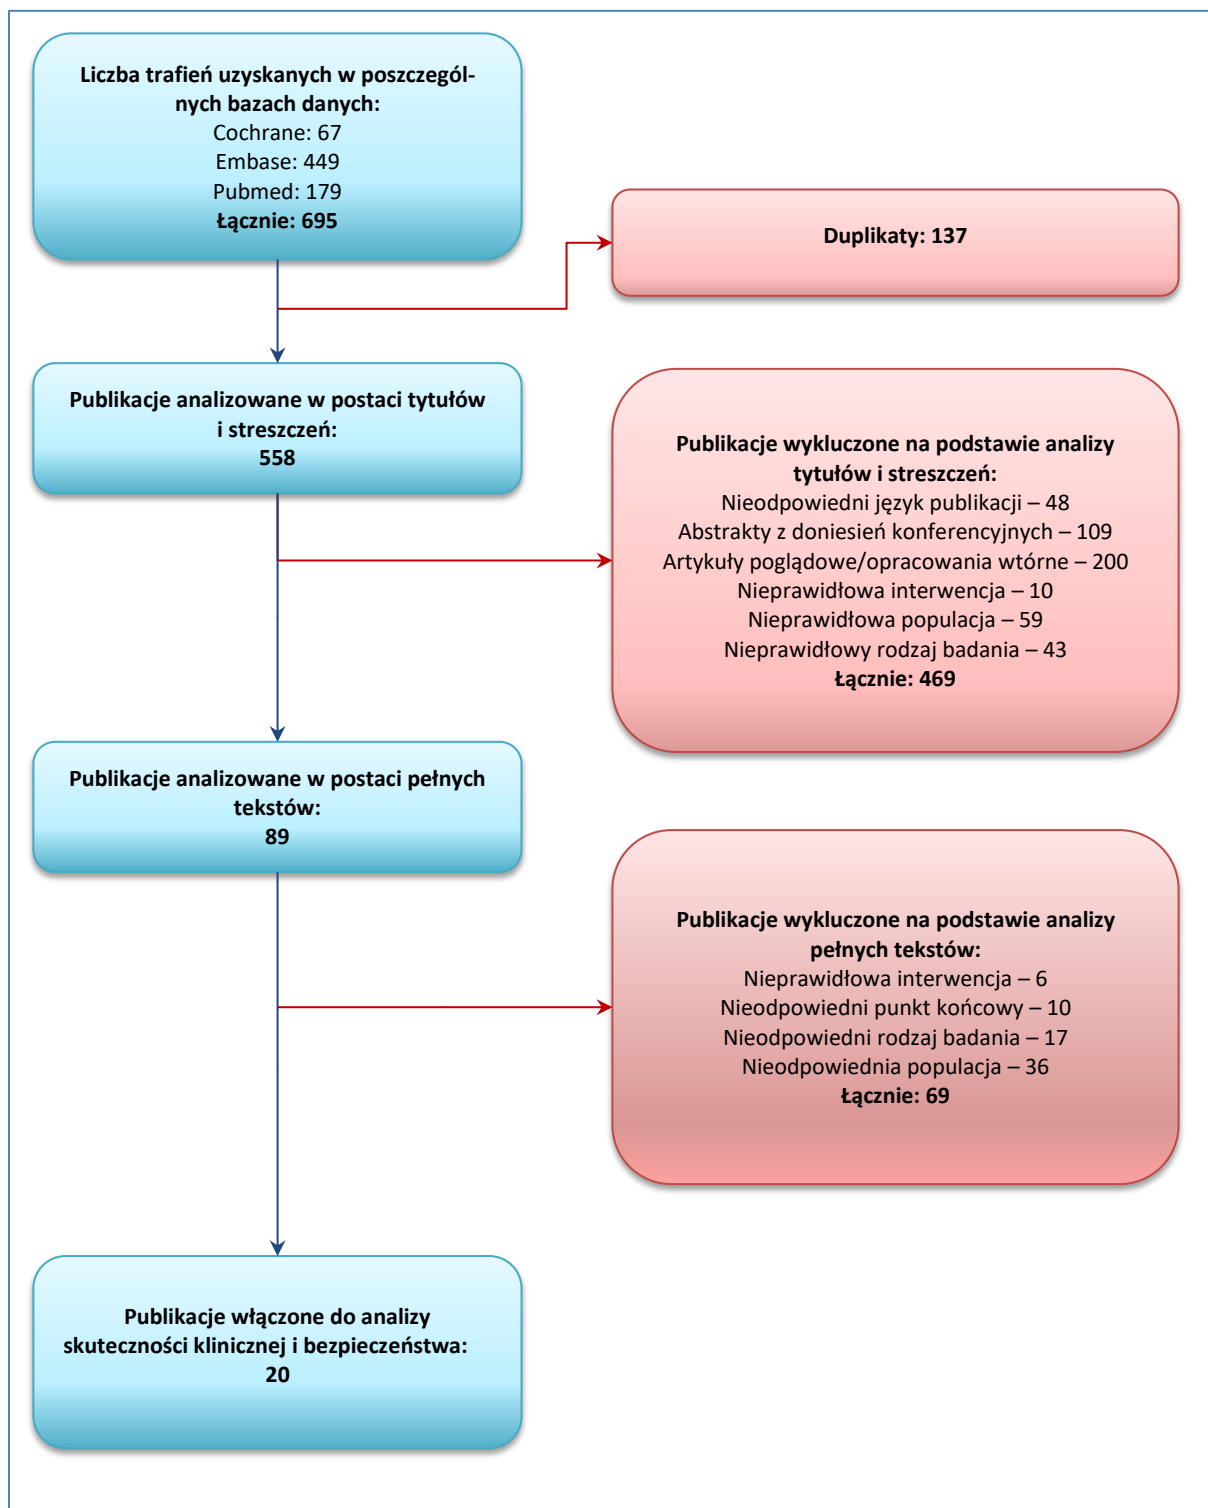 Liczba trafień uzyskanych w poszczegól-
nych bazach danych:
Cochrane: 67
Embase: 449
Pubmed: 179
Łącznie: 695
Duplikaty: 137
Publikacje analizowane w postaci tytułów
i streszczeń:
558
Publikacje wykluczone na podstawie analizy
tytułów i streszczeń:
Nieodpowiedni język publikacji – 48
Abstrakty z doniesień konferencyjnych – 109
Artykuły poglądowe/opracowania wtórne – 200
Nieprawidłowa interwencja – 10
Nieprawidłowa populacja – 59
Nieprawidłowy rodzaj badania – 43
Łącznie: 469
Publikacje analizowane w postaci pełnych
tekstów:
89
Publikacje wykluczone na podstawie analizy
pełnych tekstów:
Nieprawidłowa interwencja – 6
Nieodpowiedni punkt końcowy – 10
Nieodpowiedni rodzaj badania – 17
Nieodpowiednia populacja – 36
Łącznie: 69
Publikacje włączone do analizy
skuteczności klinicznej i bezpieczeństwa:
20